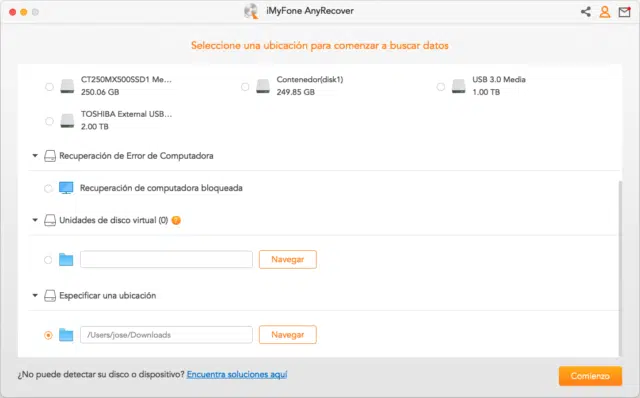 iMyFone AnyRecover
Seleccione una ubicación para comenzar a buscar datos
CT250MX500SSD1 Me... Contenedor(disk1) USB 3.0 Media
250.06 GB 249.85 GB 1.00 TB
TOSHIBA External USB...
2.00 TB
Recuperación de Error de Computadora
Recuperación de computadora bloqueada
Unidades de disco virtual (0) ?
Navegar
Especificar una ubicación
/Users/jose/Downloads Navegar
¿No puede detectar su disco o dispositivo? Encuentra soluciones aquí Comienzo